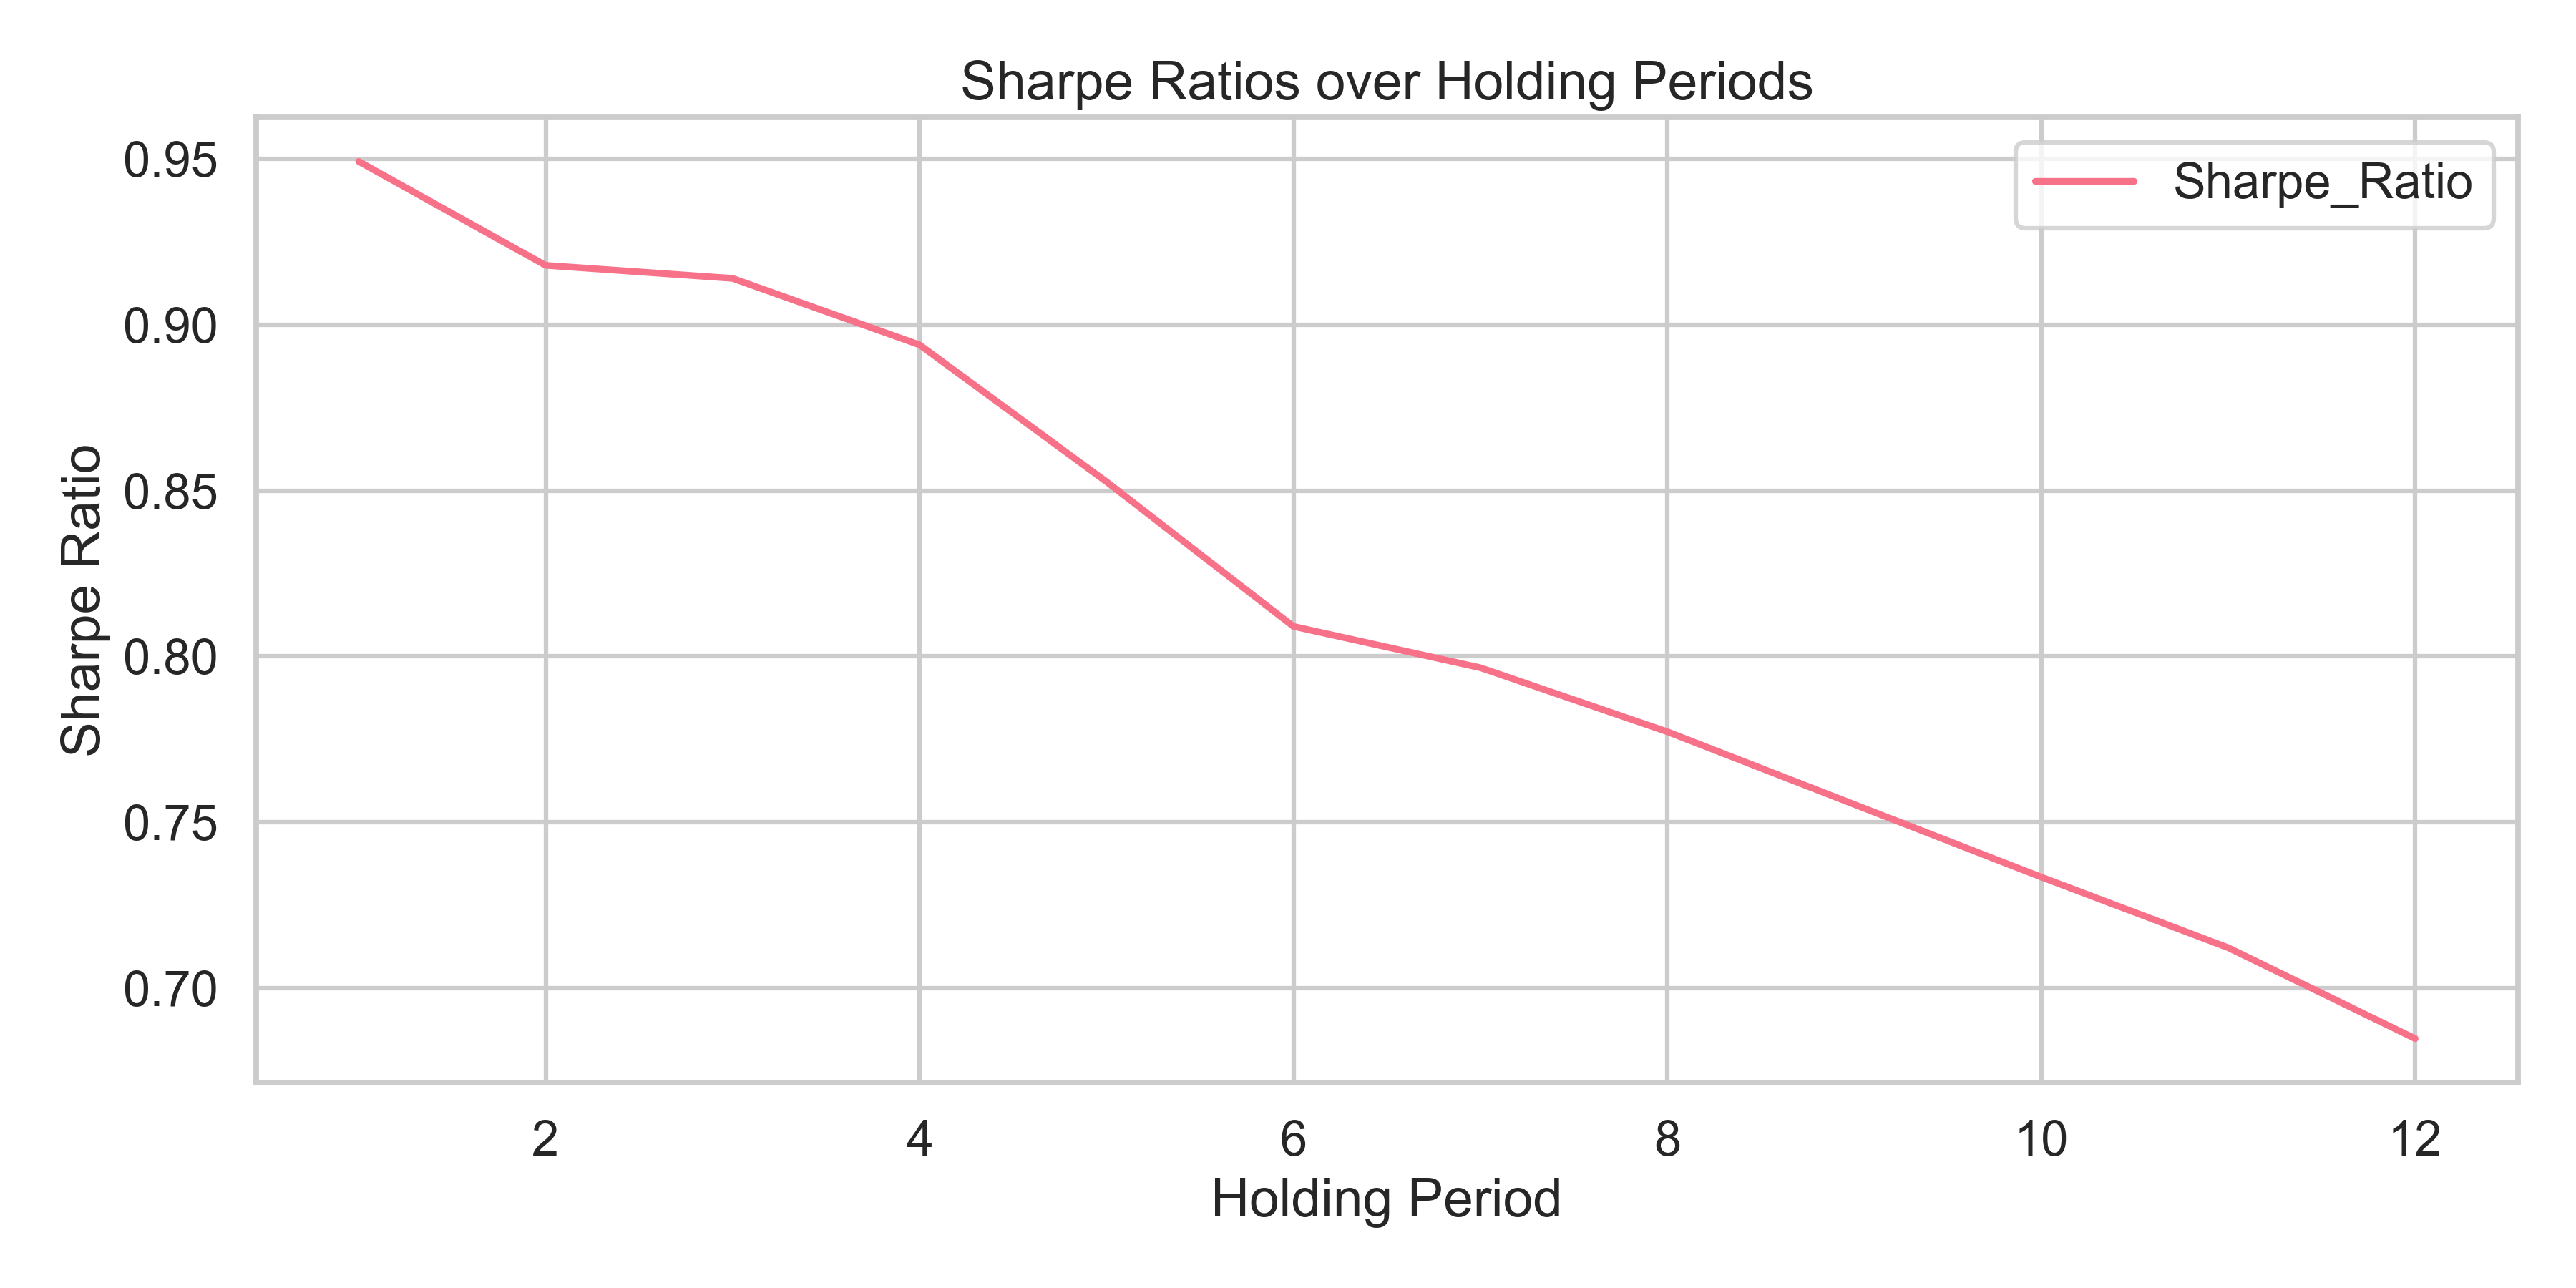 Sharpe Ratios over Holding Periods
Sharpe_Ratio
Sharpe Ratio
0.95
0.90
0.85
0.80
0.75
0.70
2 4 6 8 10 12
Holding Period